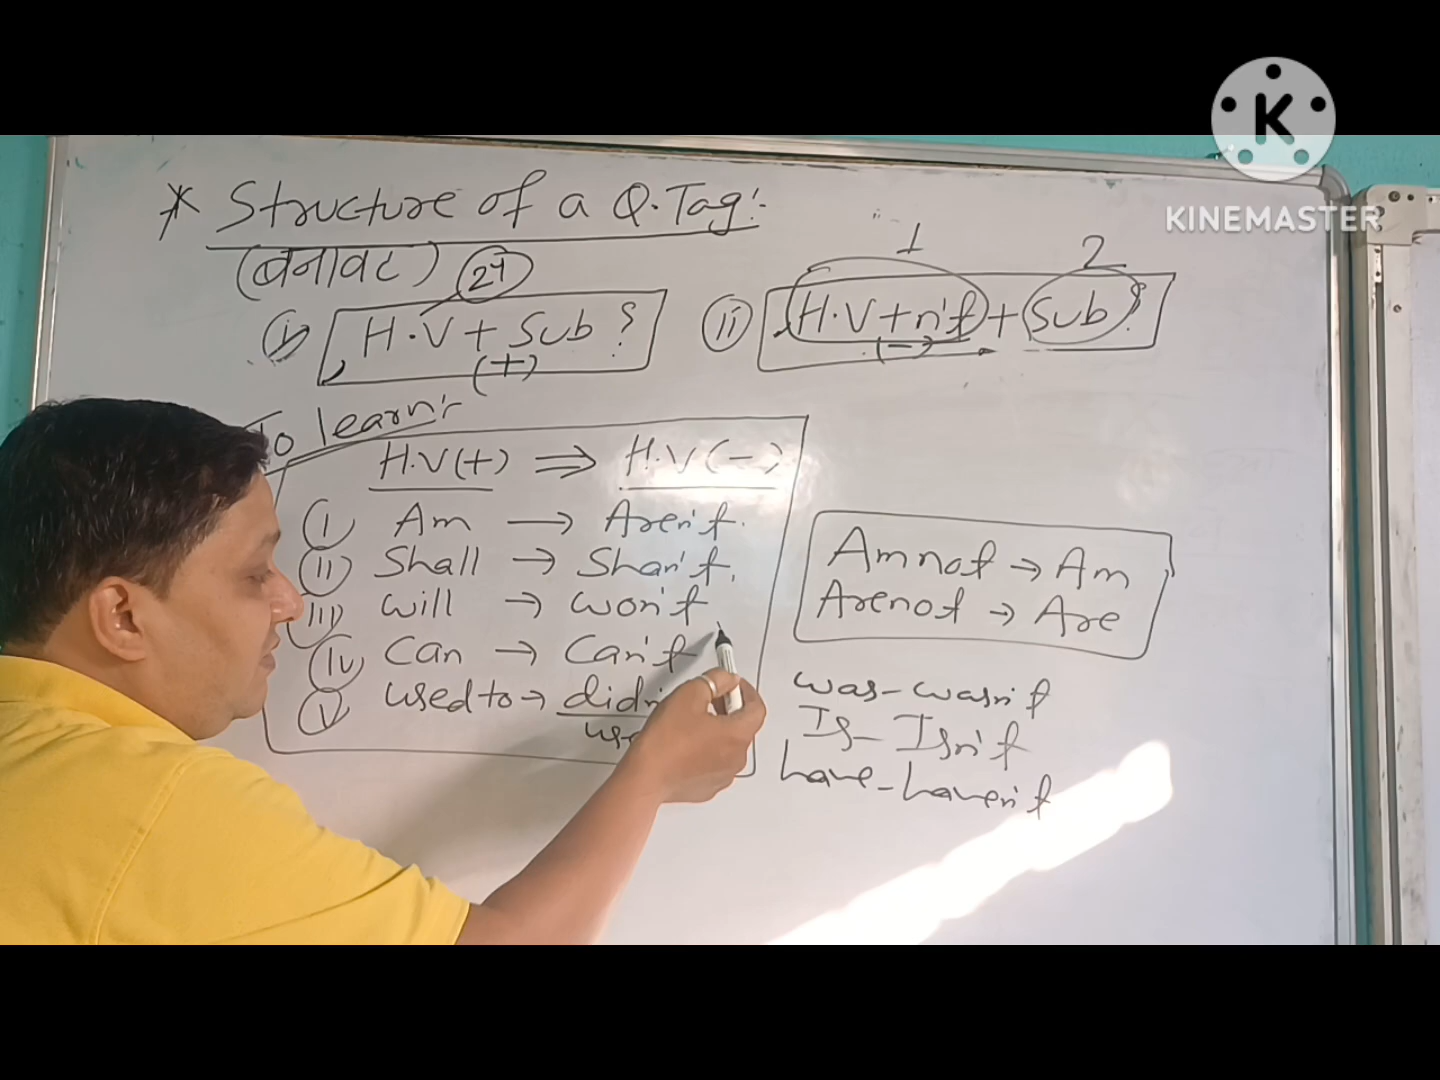 K
KINEMASTER
* Structure of a Q.Tag:-
(बनावट) 24
(i) , H.V + Sub ?
(+)
1 2
(ii) , H.V + n't + Sub ?
(-)
To learn:-
H.V(+) ⇒ H.V(-)
(i) Am → Aren't
(ii) Shall → Shan't
(iii) Will → Won't
(iv) Can → Can't
(v) Used to →
Am not → Am
Are not → Are
was - wasn't
Is - Isn't
have - haven't